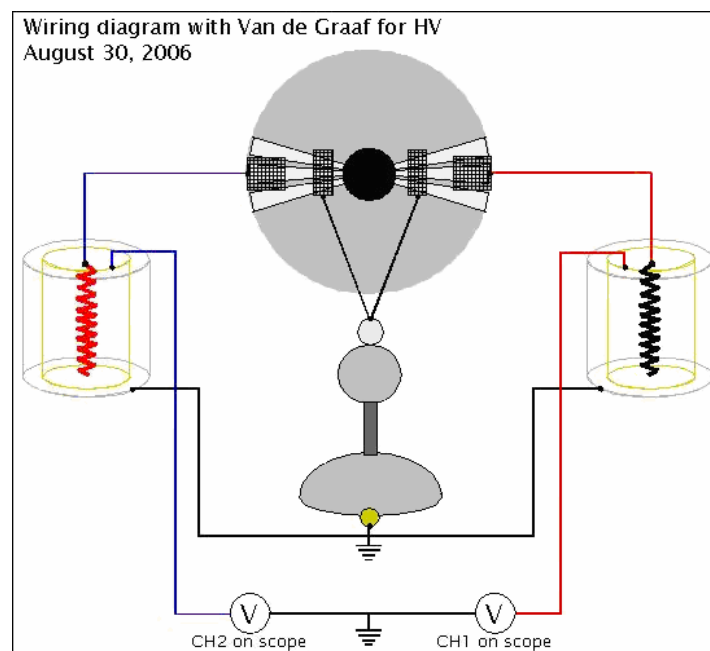 Wiring diagram with Van de Graaf for HV
August 30, 2006
V
V
CH2 on scope
CH1 on scope